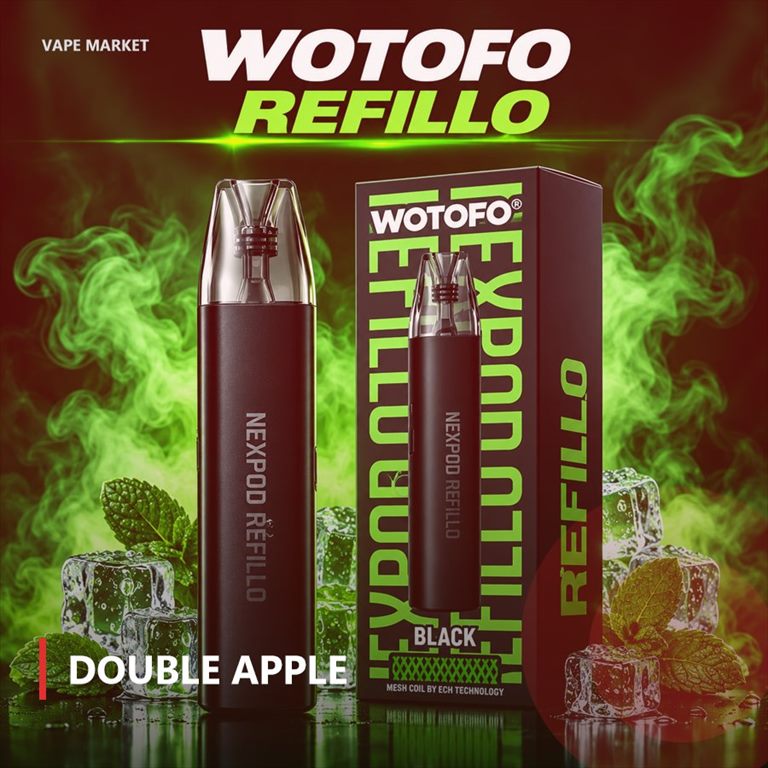 VAPE MARKET
WOTOFO
REFILLO
WOTOFO®
NEXPOD REFILLO
NEXPOD REFILLO
NEXPOD REFILLO
REFILLO
BLACK
MESH COIL BY ECH TECHNOLOGY
DOUBLE APPLE